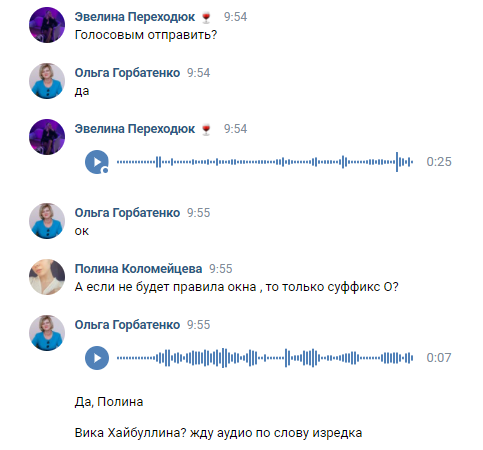 Эвелина Переходюк 🍷 9:54
Голосовым отправить?
Ольга Горбатенко 9:54
да
Эвелина Переходюк 🍷 9:54
0:25
Ольга Горбатенко 9:55
ок
Полина Коломейцева 9:55
А если не будет правила окна , то только суффикс О?
Ольга Горбатенко 9:55
0:07
Да, Полина
Вика Хайбуллина? жду аудио по слову изредка